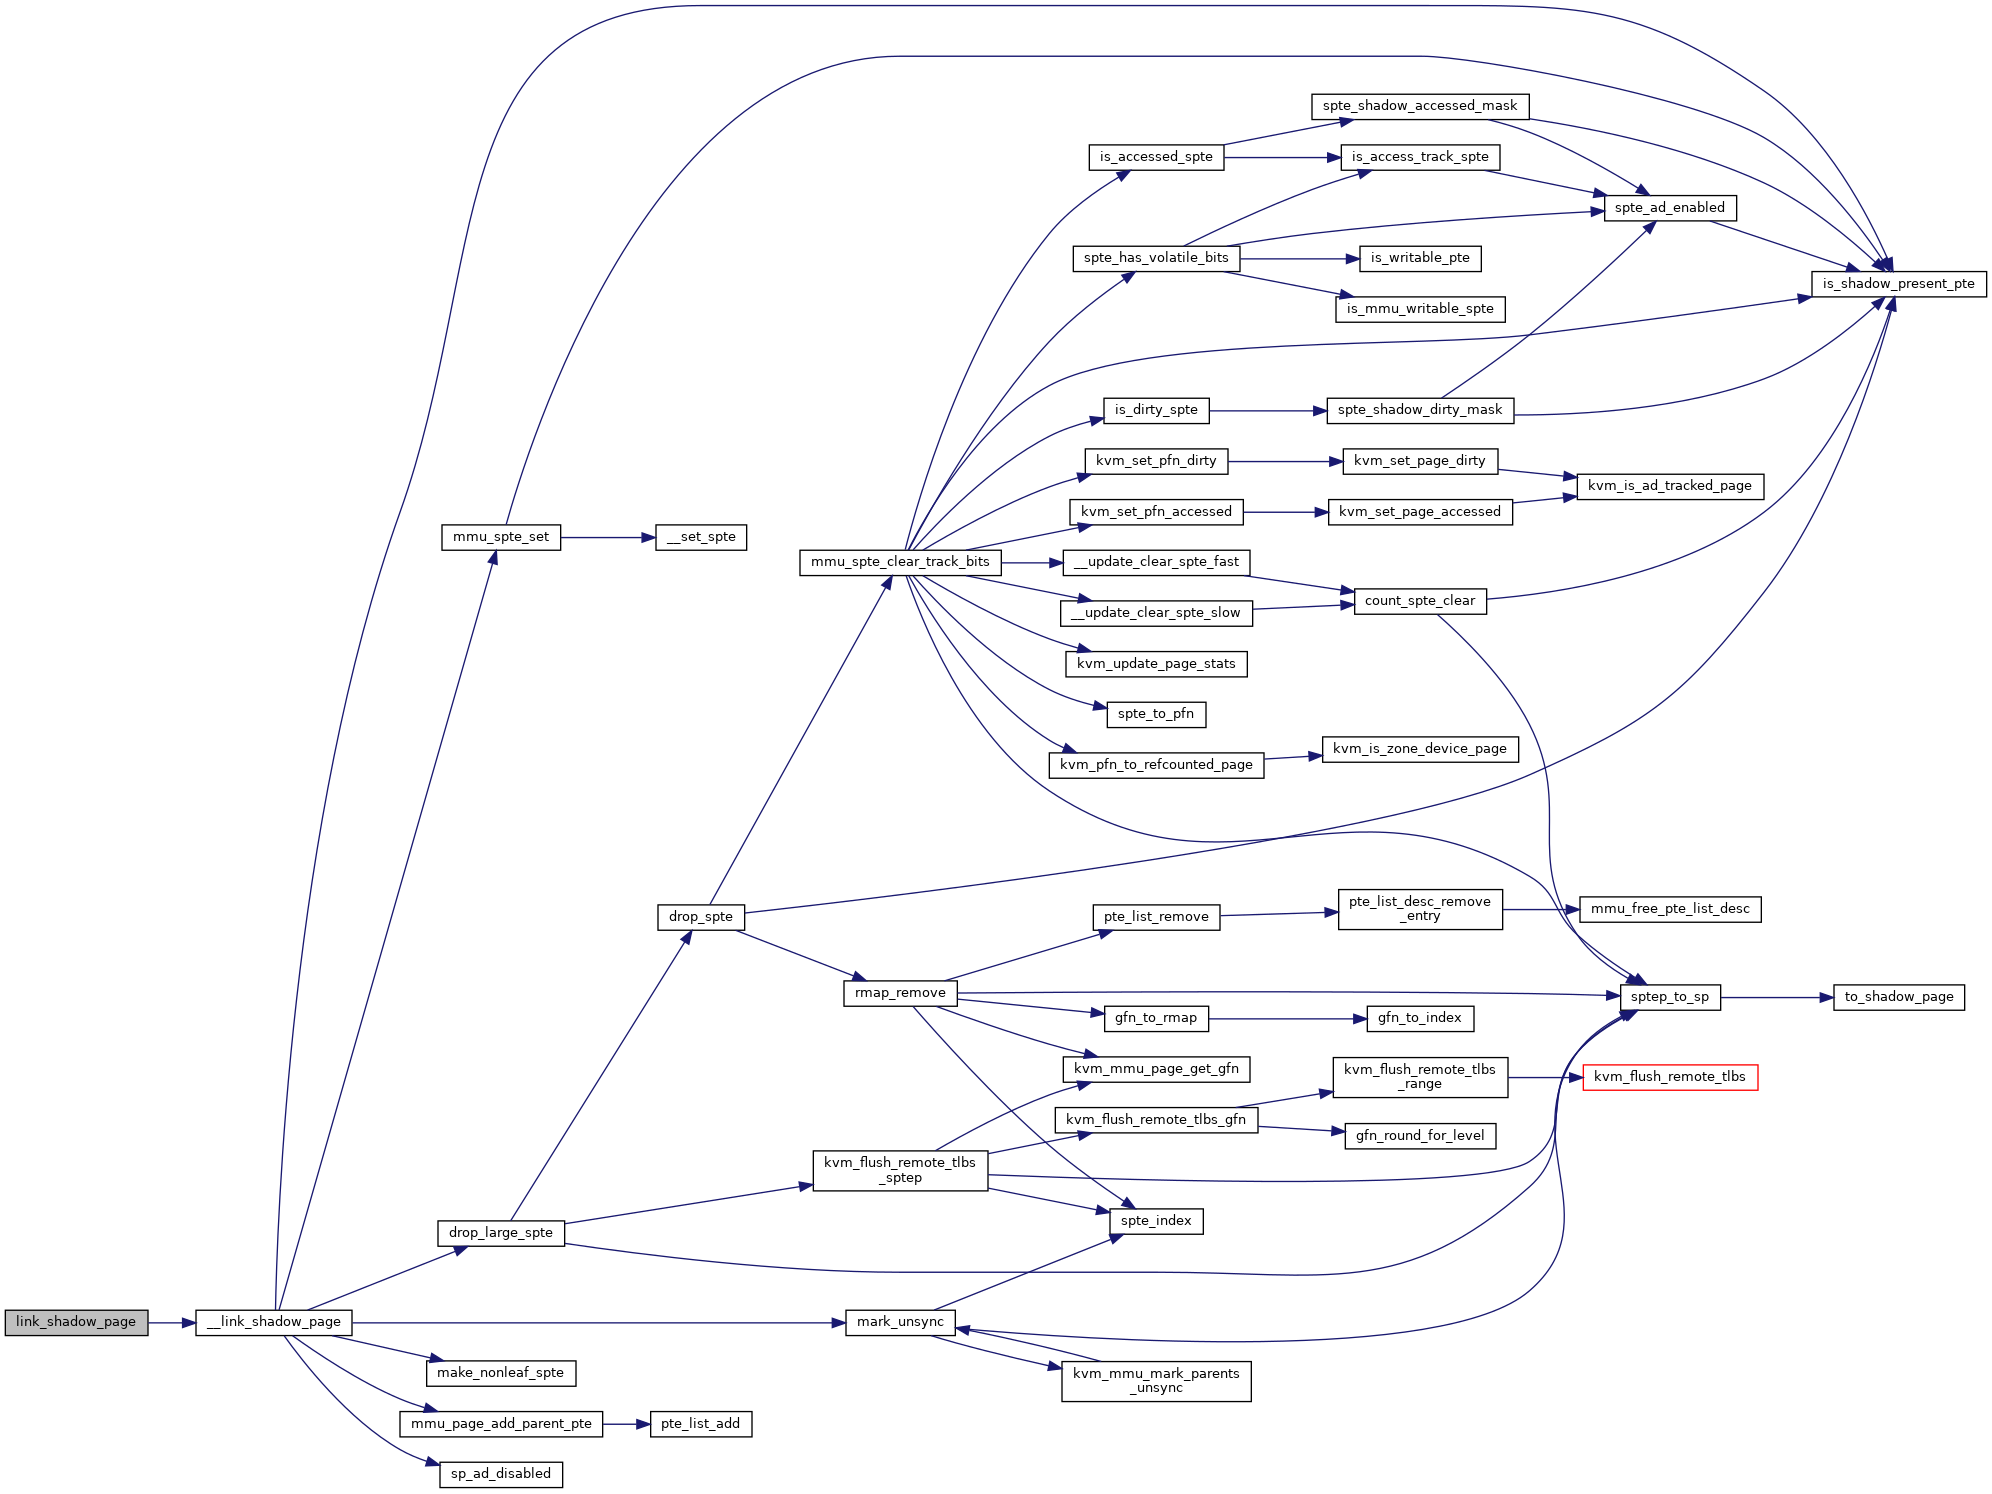 spte_shadow_accessed_mask
is_accessed_spte
is_access_track_spte
spte_ad_enabled
spte_has_volatile_bits
is_writable_pte
is_shadow_present_pte
is_mmu_writable_spte
is_dirty_spte
spte_shadow_dirty_mask
kvm_set_pfn_dirty
kvm_set_page_dirty
kvm_is_ad_tracked_page
kvm_set_pfn_accessed
kvm_set_page_accessed
mmu_spte_set
__set_spte
mmu_spte_clear_track_bits
__update_clear_spte_fast
count_spte_clear
__update_clear_spte_slow
kvm_update_page_stats
spte_to_pfn
kvm_is_zone_device_page
kvm_pfn_to_refcounted_page
drop_spte
pte_list_remove
pte_list_desc_remove
_entry
mmu_free_pte_list_desc
rmap_remove
sptep_to_sp
to_shadow_page
gfn_to_rmap
gfn_to_index
kvm_mmu_page_get_gfn
kvm_flush_remote_tlbs
_range
kvm_flush_remote_tlbs
kvm_flush_remote_tlbs_gfn
gfn_round_for_level
kvm_flush_remote_tlbs
_sptep
spte_index
drop_large_spte
link_shadow_page
__link_shadow_page
mark_unsync
make_nonleaf_spte
kvm_mmu_mark_parents
_unsync
mmu_page_add_parent_pte
pte_list_add
sp_ad_disabled